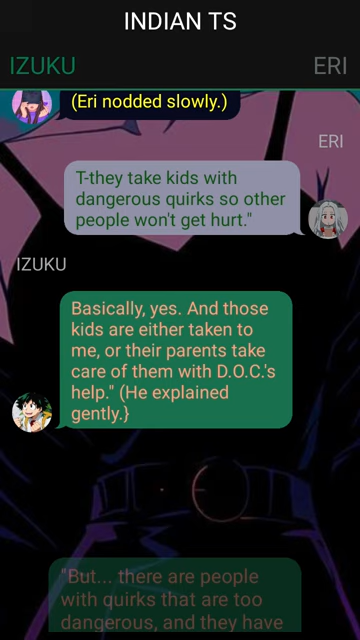 INDIAN TS
IZUKU
ERI
(Eri nodded slowly.)
ERI
T-they take kids with
dangerous quirks so other
people won't get hurt."
IZUKU
Basically, yes. And those
kids are either taken to
me, or their parents take
care of them with D.O.C.'s
help." (He explained
gently.}
"But... there are people
with quirks that are too
dangerous, and they have